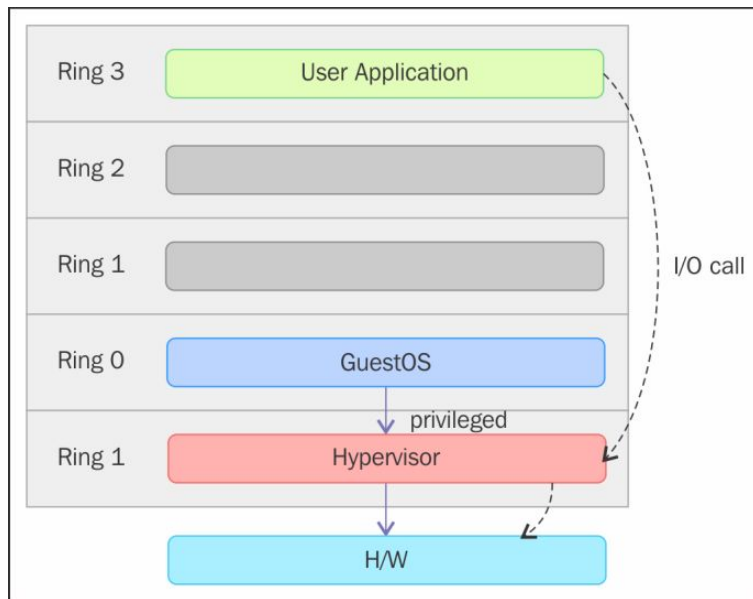 Ring 3
User Application
Ring 2
Ring 1
I/O call
Ring 0
GuestOS
privileged
Ring 1
Hypervisor
H/W